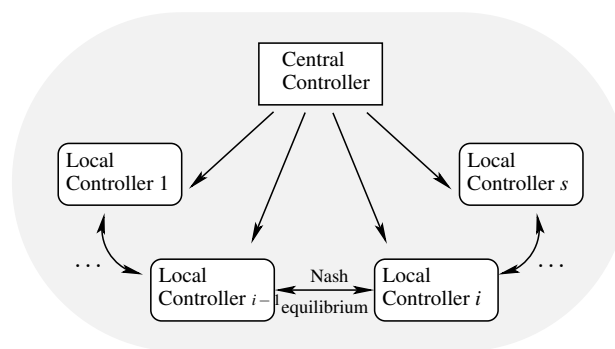 Central
Controller
Local
Controller 1
Local
Controller s
Local
Controller i – 1
Nash
equilibrium
Local
Controller i
...
...